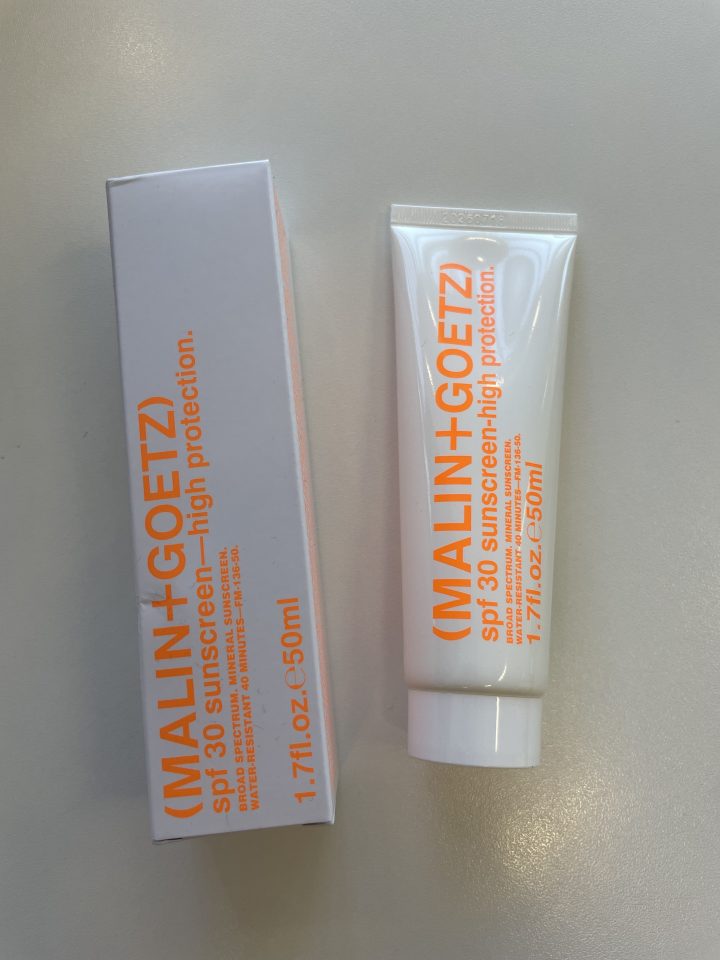 (MALIN+GOETZ)
spf 30 sunscreen—high protection.
BROAD SPECTRUM. MINERAL SUNSCREEN.
WATER-RESISTANT 40 MINUTES—FM-136-50.
1.7fl.oz.℮50ml
(MALIN+GOETZ)
spf 30 sunscreen-high protection.
BROAD SPECTRUM. MINERAL SUNSCREEN.
WATER-RESISTANT 40 MINUTES—FM-136-50.
1.7fl.oz.℮50ml